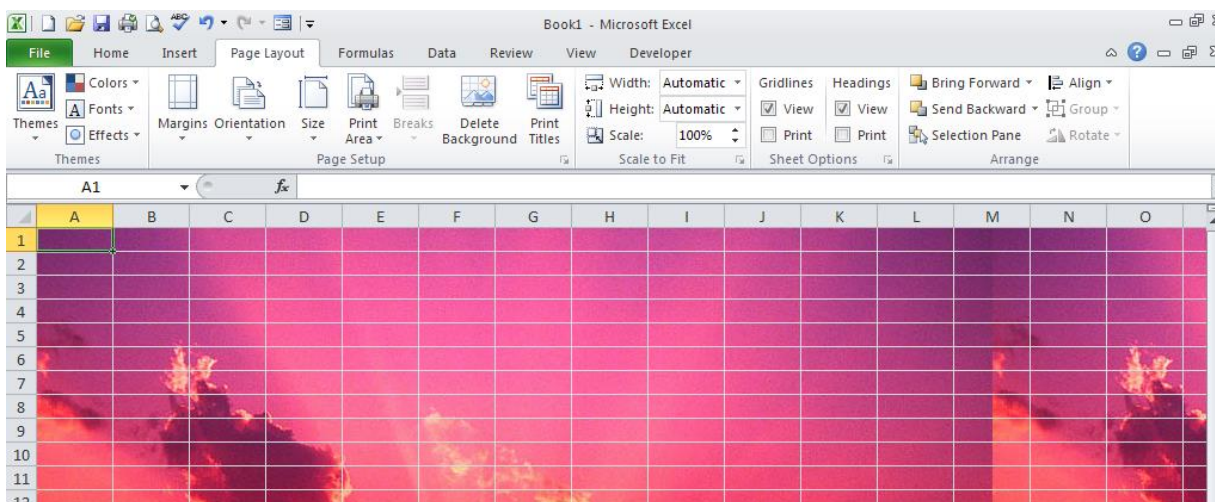 Book1 - Microsoft Excel
File Home Insert Page Layout Formulas Data Review View Developer
Aa Colors Width: Automatic Gridlines Headings Bring Forward Align
A Fonts Height: Automatic View View Send Backward Group
Themes Effects Margins Orientation Size Print Area Breaks Delete Background Print Titles Scale: 100% Print Print Selection Pane Rotate
Themes Page Setup Scale to Fit Sheet Options Arrange
A1 fx
A B C D E F G H I J K L M N O
1
2
3
4
5
6
7
8
9
10
11
12